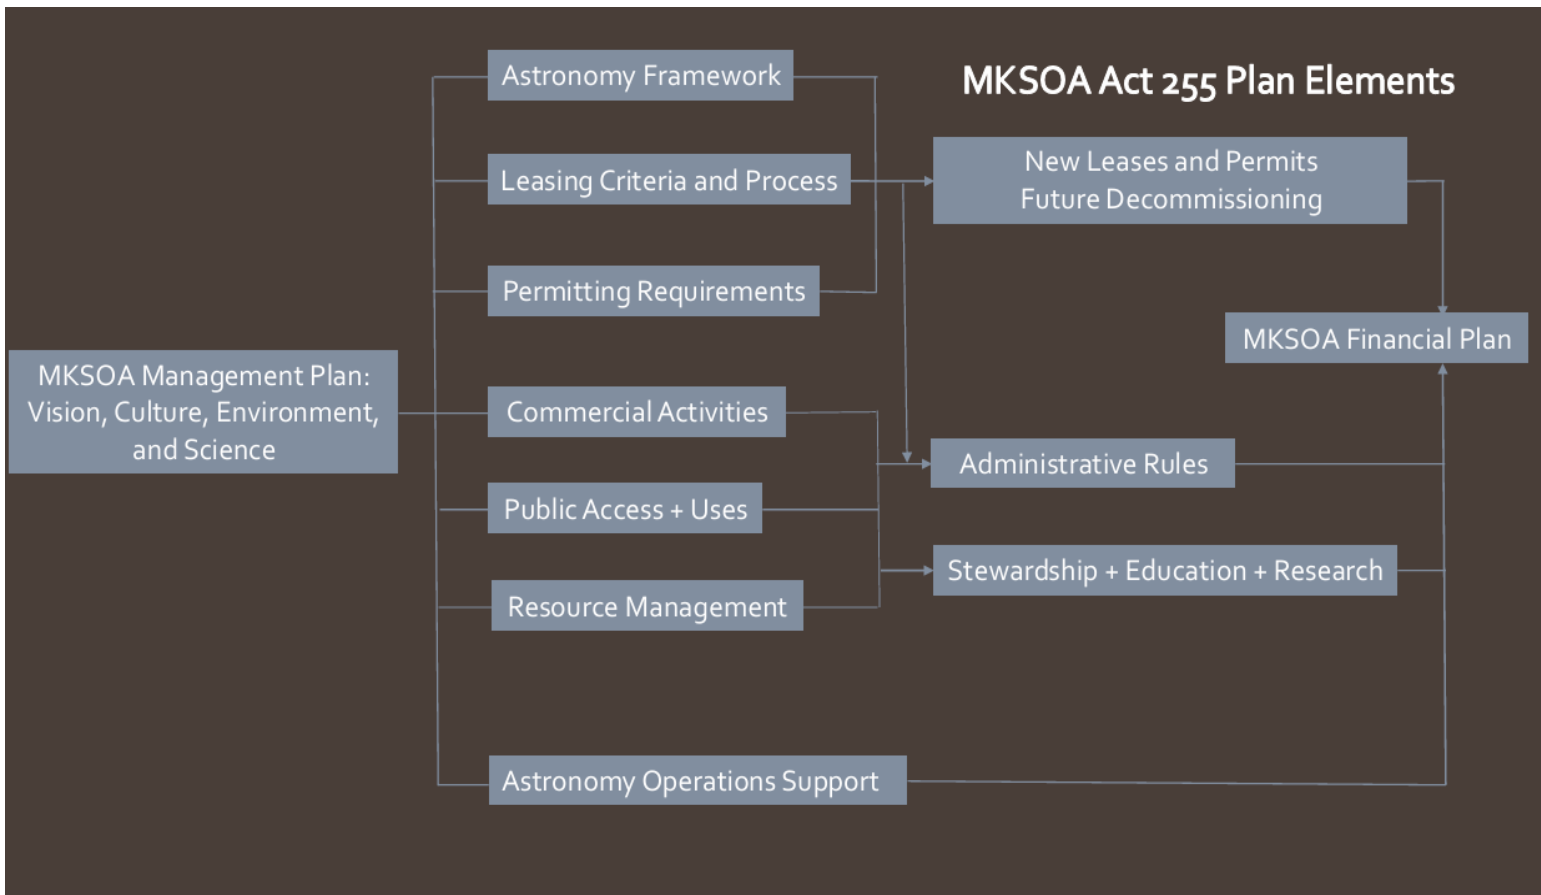 MKSOA Act 255 Plan Elements
Astronomy Framework
Leasing Criteria and Process
New Leases and Permits
Future Decommissioning
Permitting Requirements
MKSOA Financial Plan
MKSOA Management Plan:
Vision, Culture, Environment,
and Science
Commercial Activities
Administrative Rules
Public Access + Uses
Stewardship + Education + Research
Resource Management
Astronomy Operations Support